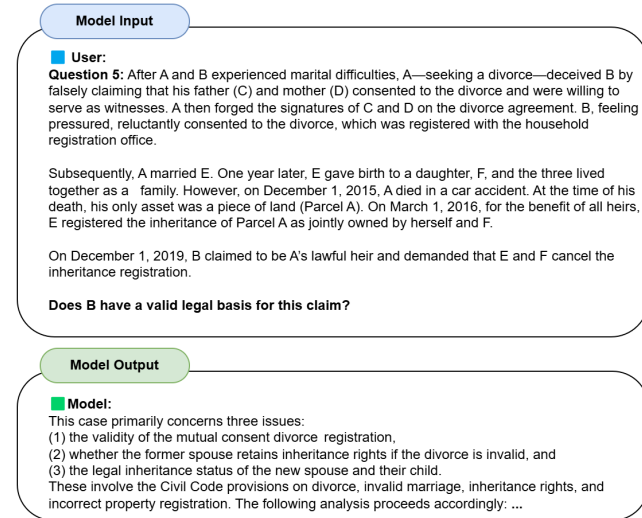 Model Input
User:
Question 5: After A and B experienced marital difficulties, A—seeking a divorce—deceived B by
falsely claiming that his father (C) and mother (D) consented to the divorce and were willing to
serve as witnesses. A then forged the signatures of C and D on the divorce agreement. B, feeling
pressured, reluctantly consented to the divorce, which was registered with the household
registration office.
Subsequently, A married E. One year later, E gave birth to a daughter, F, and the three lived
together as a family. However, on December 1, 2015, A died in a car accident. At the time of his
death, his only asset was a piece of land (Parcel A). On March 1, 2016, for the benefit of all heirs,
E registered the inheritance of Parcel A as jointly owned by herself and F.
On December 1, 2019, B claimed to be A's lawful heir and demanded that E and F cancel the
inheritance registration.
Does B have a valid legal basis for this claim?
Model Output
Model:
This case primarily concerns three issues:
(1) the validity of the mutual consent divorce registration,
(2) whether the former spouse retains inheritance rights if the divorce is invalid, and
(3) the legal inheritance status of the new spouse and their child.
These involve the Civil Code provisions on divorce, invalid marriage, inheritance rights, and
incorrect property registration. The following analysis proceeds accordingly: ...